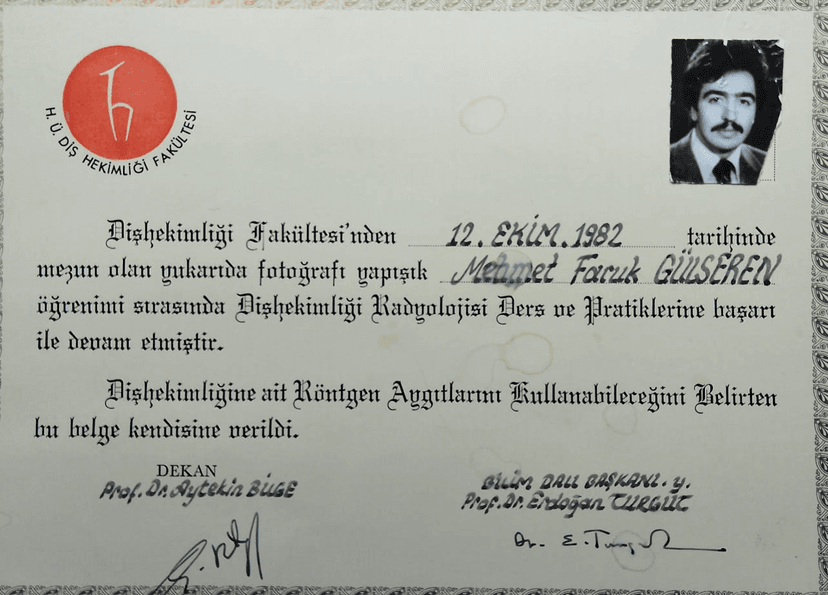 H. Ü. DİŞ HEKİMLİĞİ FAKÜLTESİ
Dişhekimliği Fakültesi'nden 12. EKİM. 1982 tarihinde
mezun olan yukarıda fotoğrafı yapışık Mehmet Faruk GÜLSEREN
öğrenimi sırasında Dişhekimliği Radyolojisi Ders ve Pratiklerine başarı
ile devam etmiştir.
Dişhekimliğine ait Röntgen Aygıtlarını Kullanabileceğini Belirten
bu belge kendisine verildi.
DEKAN
Prof. Dr. Aytekin BİLGE
BİLİM DALI BAŞKANI. y.
Prof. Dr. Erdoğan TURGUT
Dr. E. Turgut